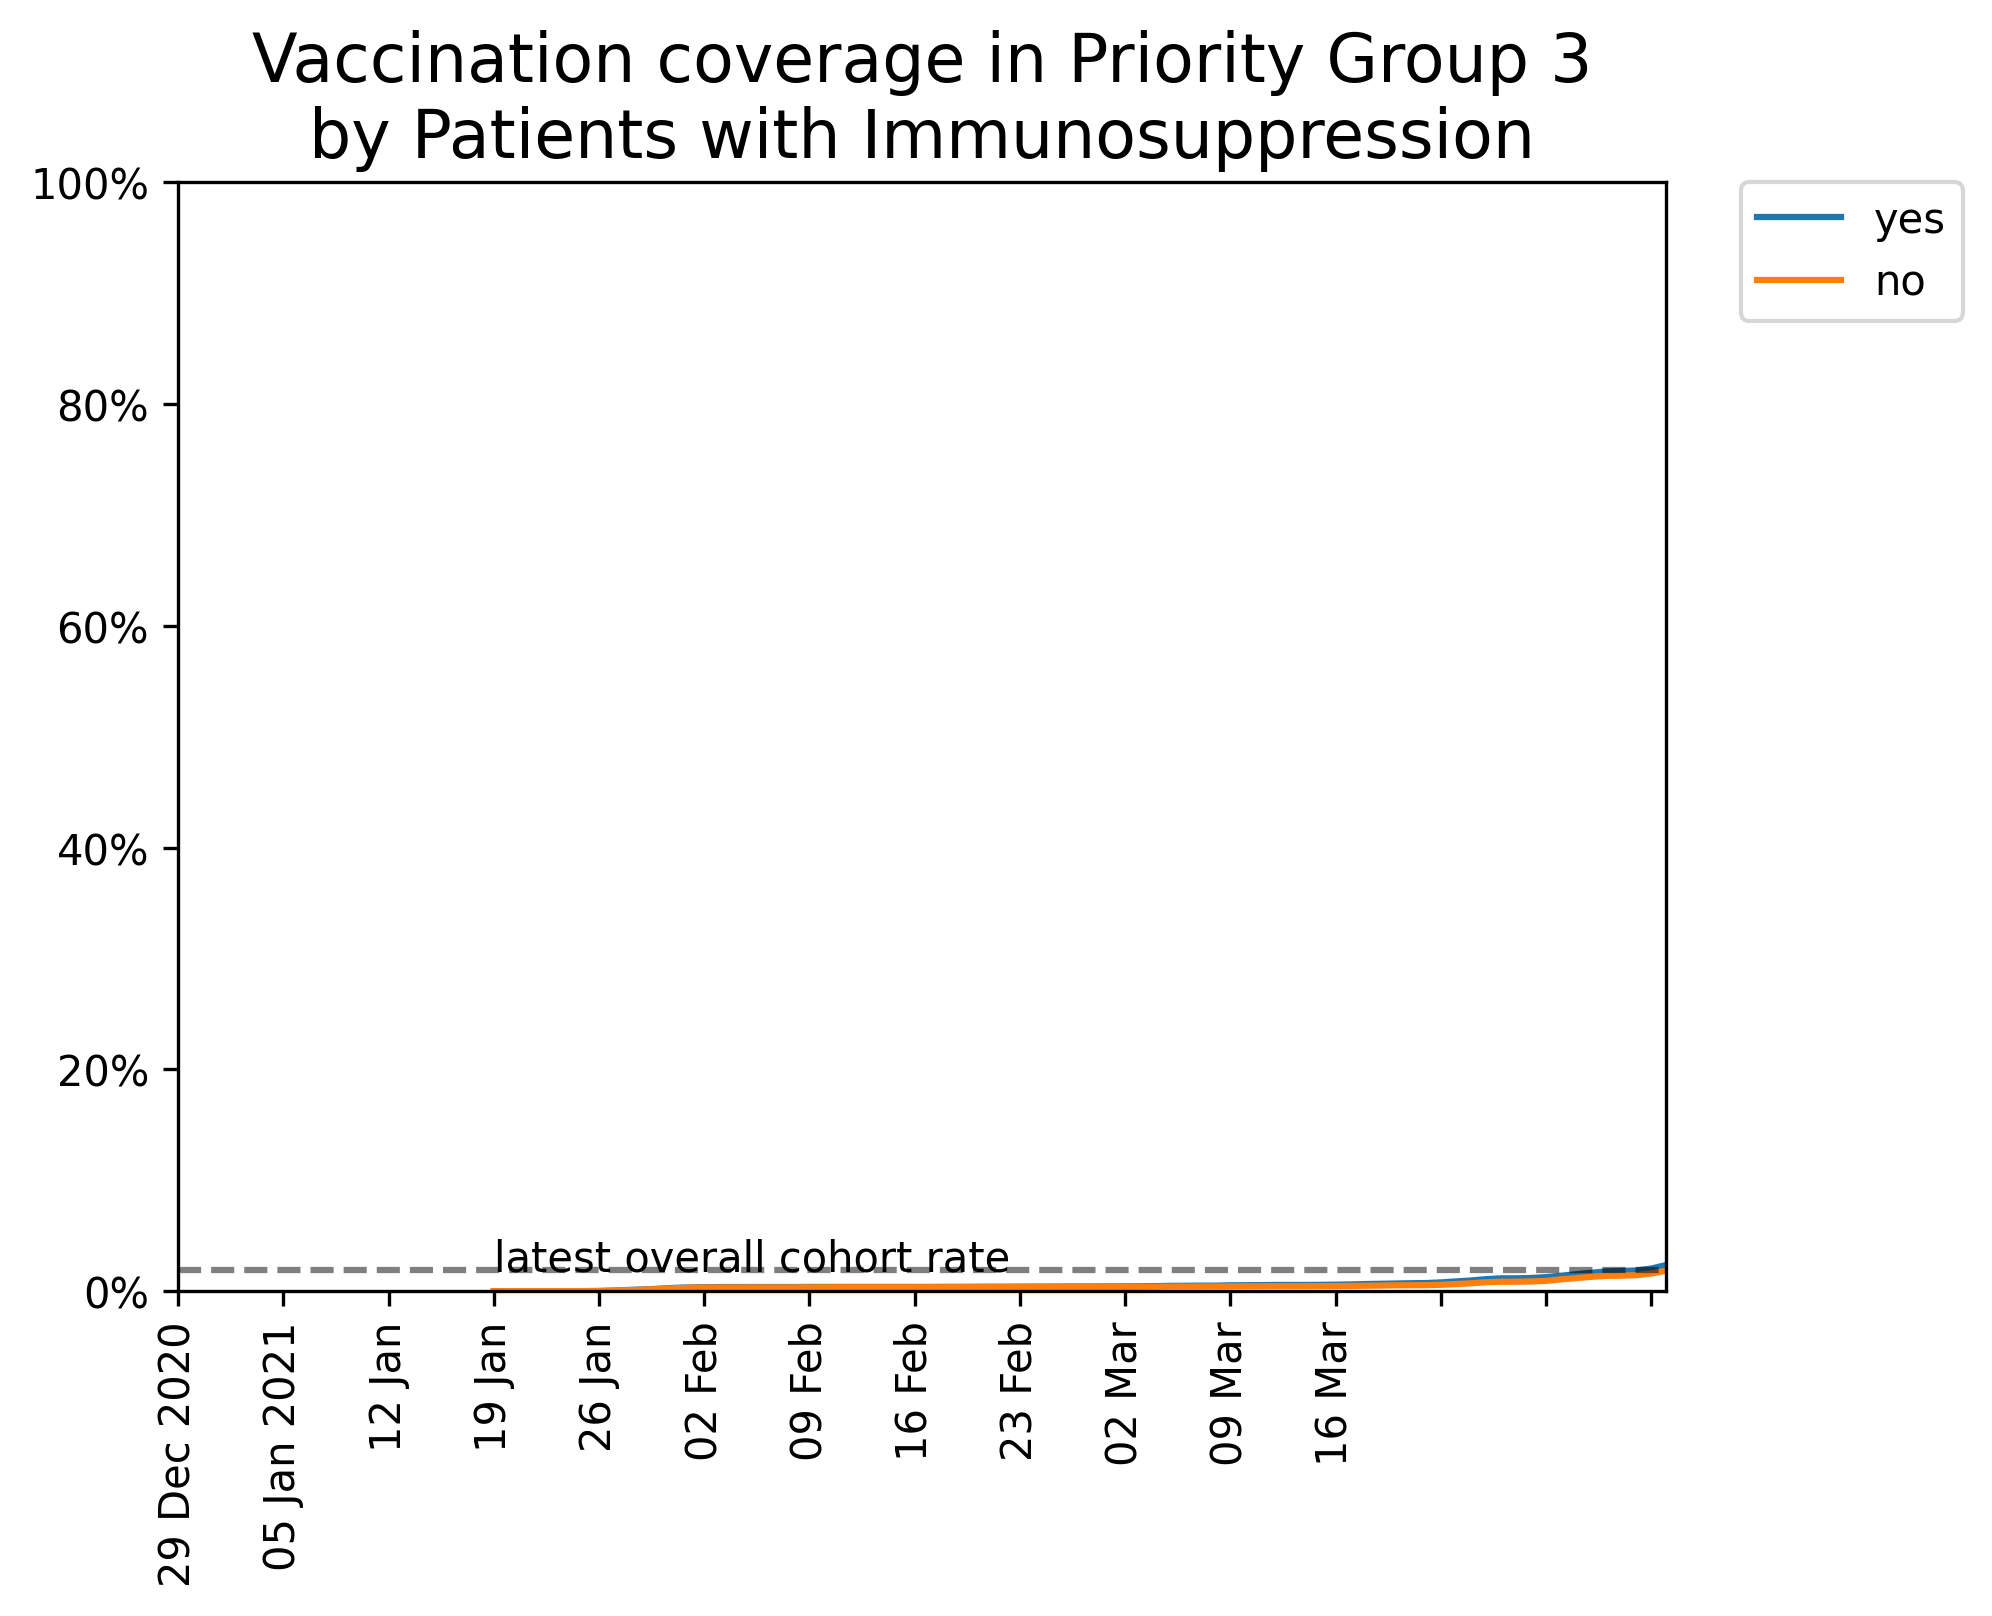 Vaccination coverage in Priority Group 3
by Patients with Immunosuppression
100%
80%
60%
40%
20%
0%
latest overall cohort rate
29 Dec 2020
05 Jan 2021
12 Jan
19 Jan
26 Jan
02 Feb
09 Feb
16 Feb
23 Feb
02 Mar
09 Mar
16 Mar
yes
no